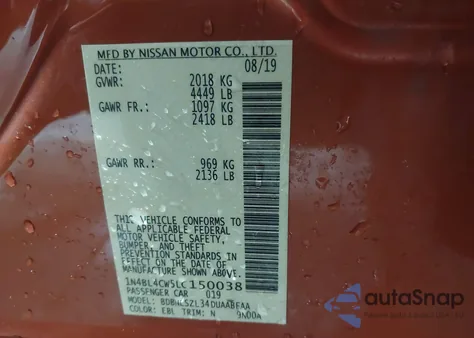 MFD BY NISSAN MOTOR CO., LTD.
DATE: 08/19
GVWR: 2018 KG
4449 LB
GAWR FR.: 1097 KG
2418 LB
GAWR RR.: 969 KG
2136 LB
THIS VEHICLE CONFORMS TO
ALL APPLICABLE FEDERAL
MOTOR VEHICLE SAFETY,
BUMPER, AND THEFT
PREVENTION STANDARDS IN
EFFECT ON THE DATE OF
MANUFACTURE SHOWN ABOVE.
1N4BL4CW5LC150038
PASSENGER CAR 019
MODEL:
COLOR: EBL TRIM: N 9N00A
autoSnap